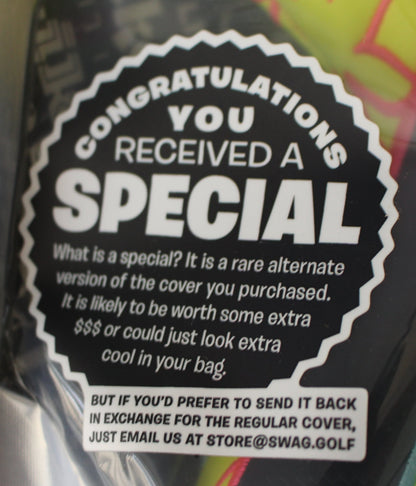 CONGRATULATIONS
YOU
RECEIVED A
SPECIAL
What is a special? It is a rare alternate
version of the cover you purchased.
It is likely to be worth some extra
$$$ or could just look extra
cool in your bag.
BUT IF YOU'D PREFER TO SEND IT BACK
IN EXCHANGE FOR THE REGULAR COVER,
JUST EMAIL US AT STORE@SWAG.GOLF